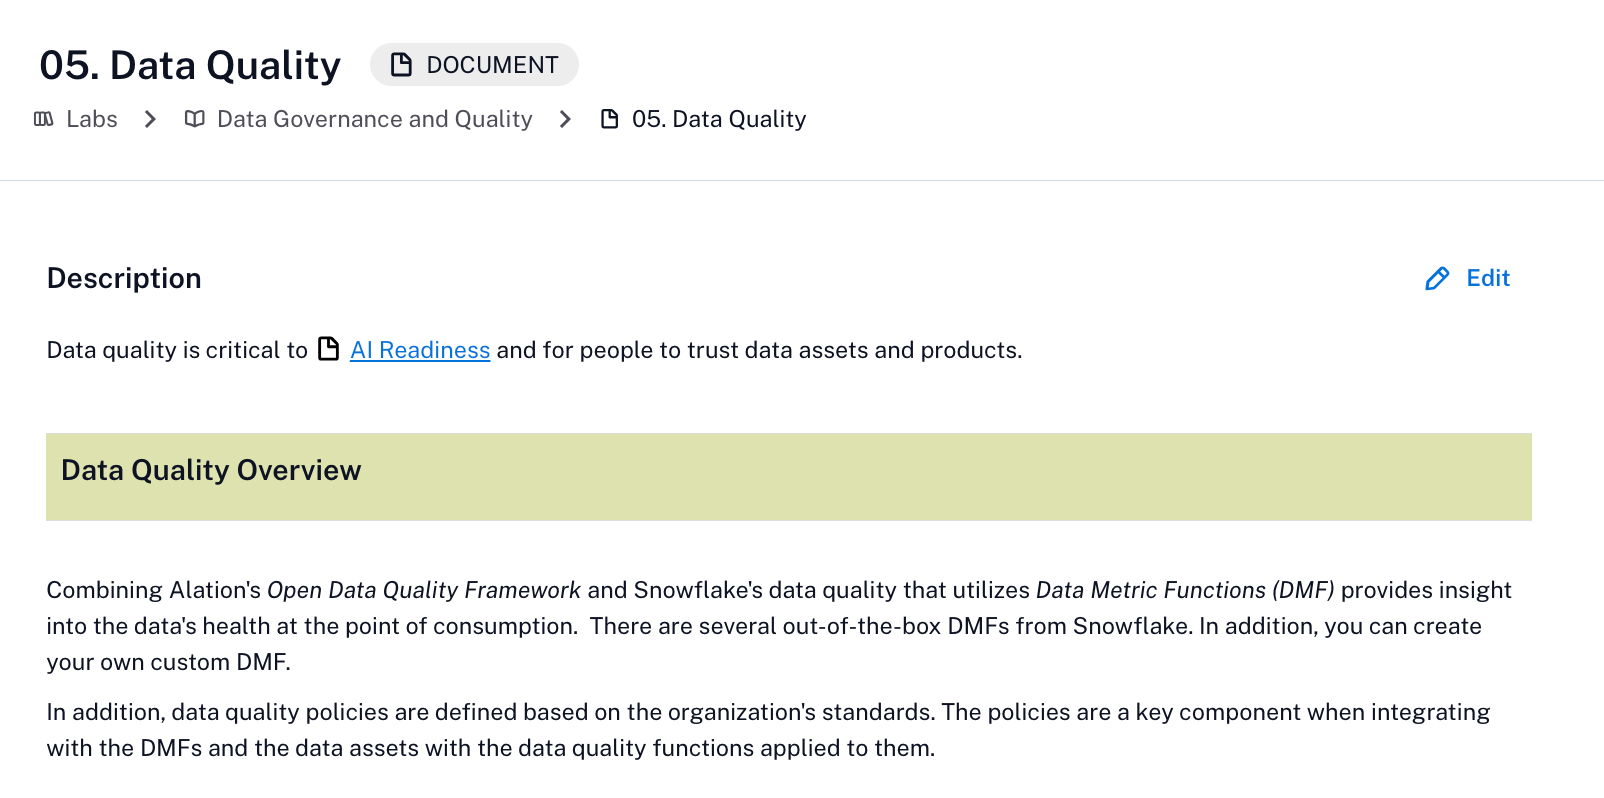 05. Data Quality DOCUMENT
Labs > Data Governance and Quality > 05. Data Quality
Description Edit
Data quality is critical to AI Readiness and for people to trust data assets and products.
Data Quality Overview
Combining Alation's Open Data Quality Framework and Snowflake's data quality that utilizes Data Metric Functions (DMF) provides insight
into the data's health at the point of consumption.  There are several out-of-the-box DMFs from Snowflake. In addition, you can create
your own custom DMF.
In addition, data quality policies are defined based on the organization's standards. The policies are a key component when integrating
with the DMFs and the data assets with the data quality functions applied to them.